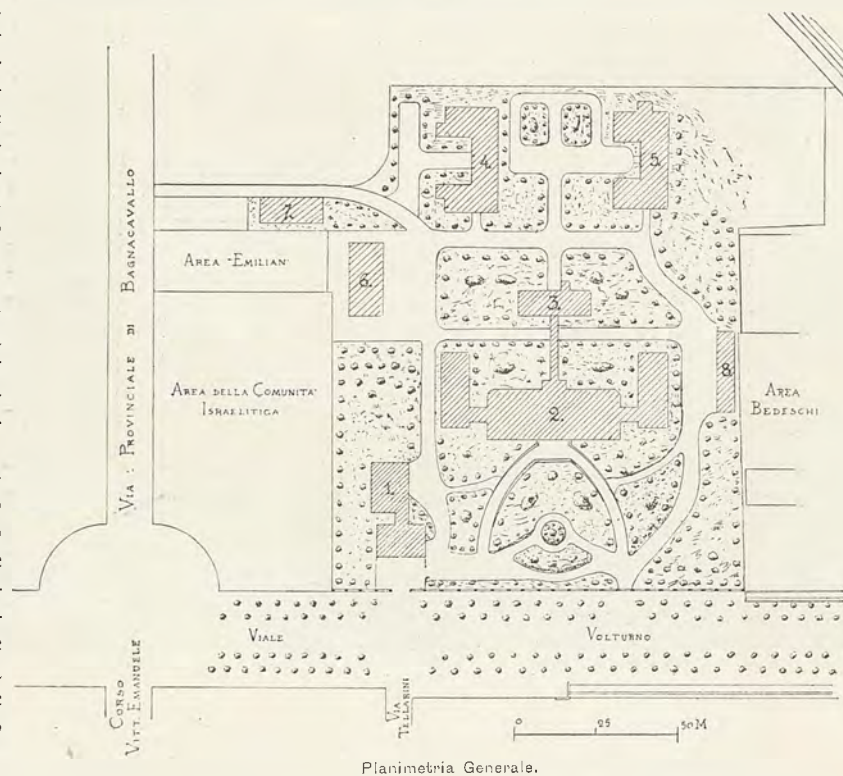 VIA : PROVINCIALE DI BAGNACAVALLO
4.
5.
7.
AREA EMILIAN'
6.
3.
8.
AREA DELLA COMUNITA'
ISRAELITICA
AREA
BEDESCHI
2.
1.
VIALE
VOLTURNO
CORSO
VITT. EMANUELE
VIA
TELLARINI
0
25
50 M
Planimetria Generale.